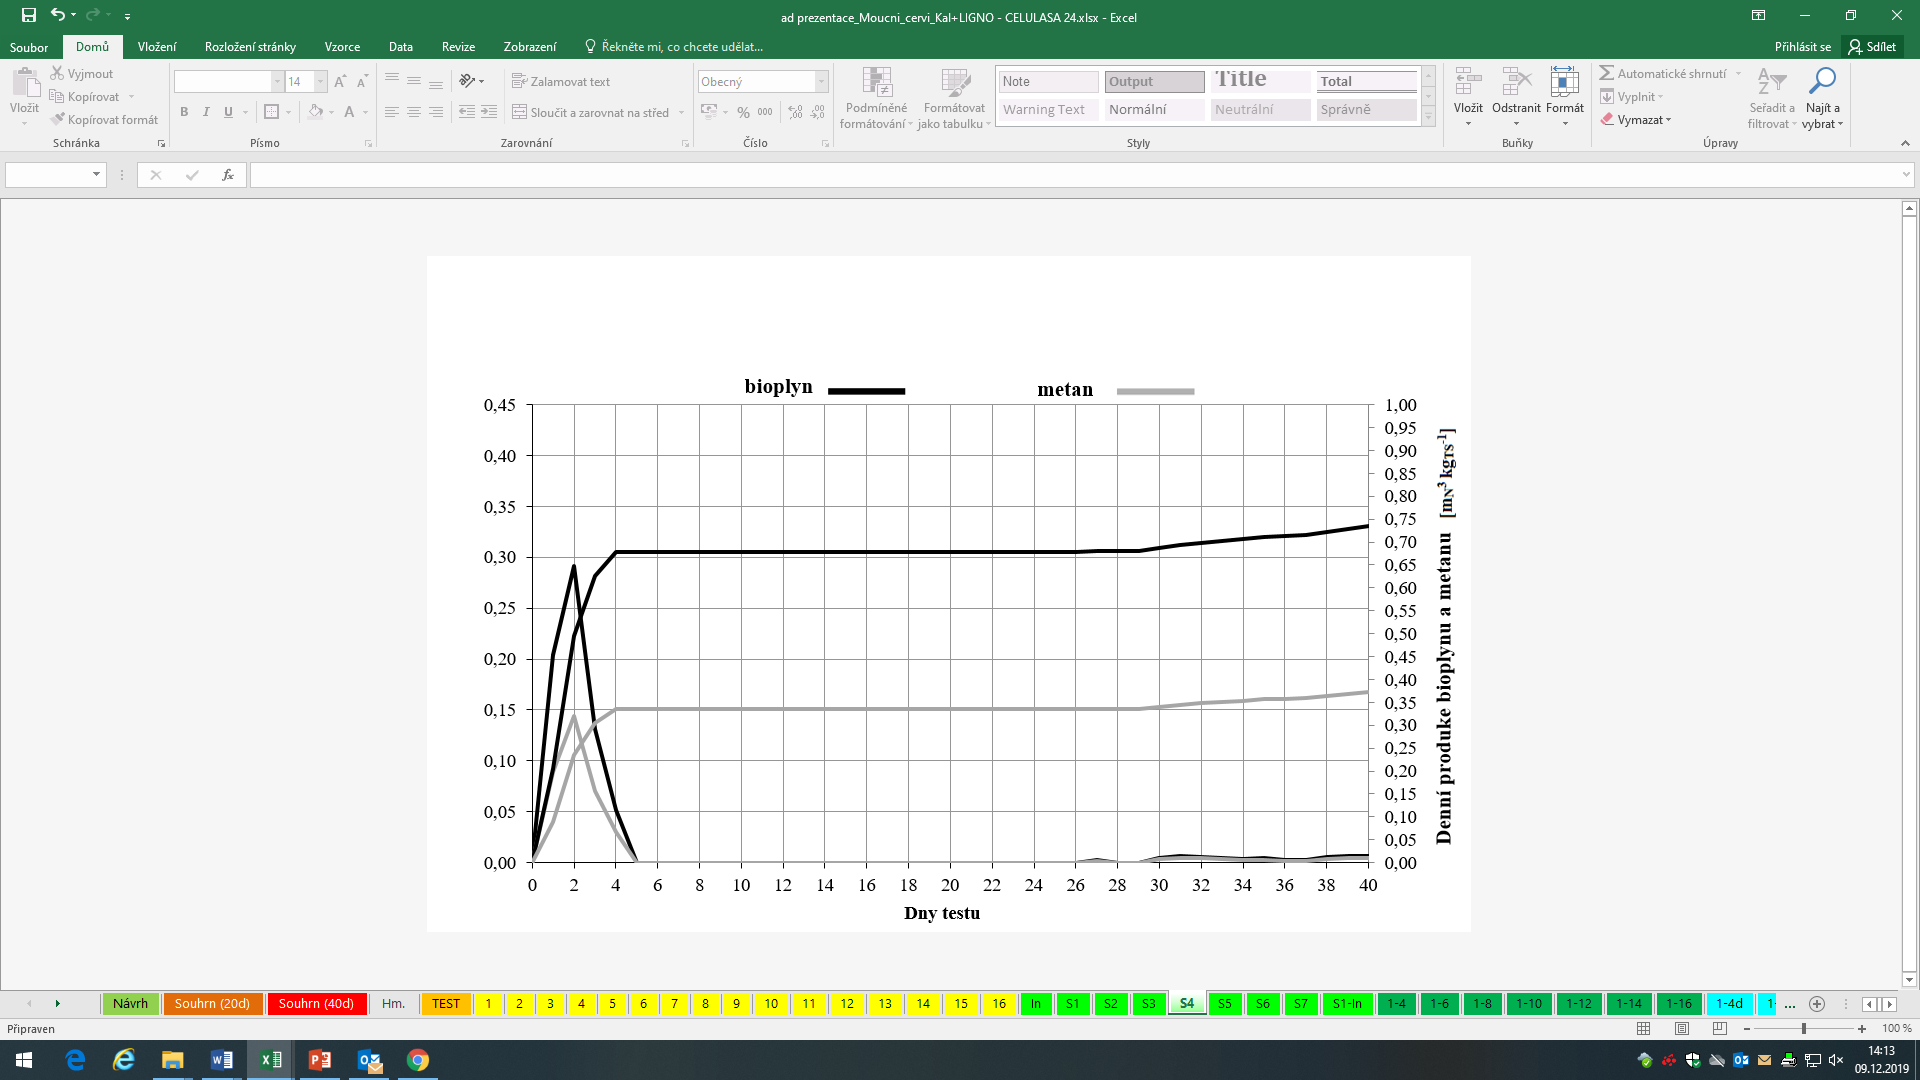 ad prezentace_Moucni_cervi_Kal+LIGNO - CELULASA 24.xlsx - Excel
Soubor Domů Vložení Rozložení stránky Vzorce Data Revize Zobrazení Řekněte mi, co chcete udělat... Přihlásit se Sdílet
Vložit
Vyjmout
Kopírovat
Kopírovat formát
Schránka
14
B I U A
Písmo
Zalamovat text
Sloučit a zarovnat na střed
Zarovnání
Obecný
% 000
Číslo
Podmíněné formátování
Formátovat jako tabulku
Note Output Title Total
Warning Text Normální Neutrální Správně
Styly
Vložit Odstranit Formát
Buňky
Automatické shrnutí
Vyplnit
Vymazat
Seřadit a filtrovat
Najít a vybrat
Úpravy
fx
bioplyn metan
0,45
0,40
0,35
0,30
0,25
0,20
0,15
0,10
0,05
0,00
1,00
0,95
0,90
0,85
0,80
0,75
0,70
0,65
0,60
0,55
0,50
0,45
0,40
0,35
0,30
0,25
0,20
0,15
0,10
0,05
0,00
Denní produke bioplynu a metanu [mN3 kgTS-1]
0 2 4 6 8 10 12 14 16 18 20 22 24 26 28 30 32 34 36 38 40
Dny testu
Návrh Souhrn (20d) Souhrn (40d) Hm. TEST 1 2 3 4 5 6 7 8 9 10 11 12 13 14 15 16 In S1 S2 S3 S4 S5 S6 S7 S1-In 1-4 1-6 1-8 1-10 1-12 1-14 1-16 1-4d 1- ...
Připraven 100 %
14:13
09.12.2019